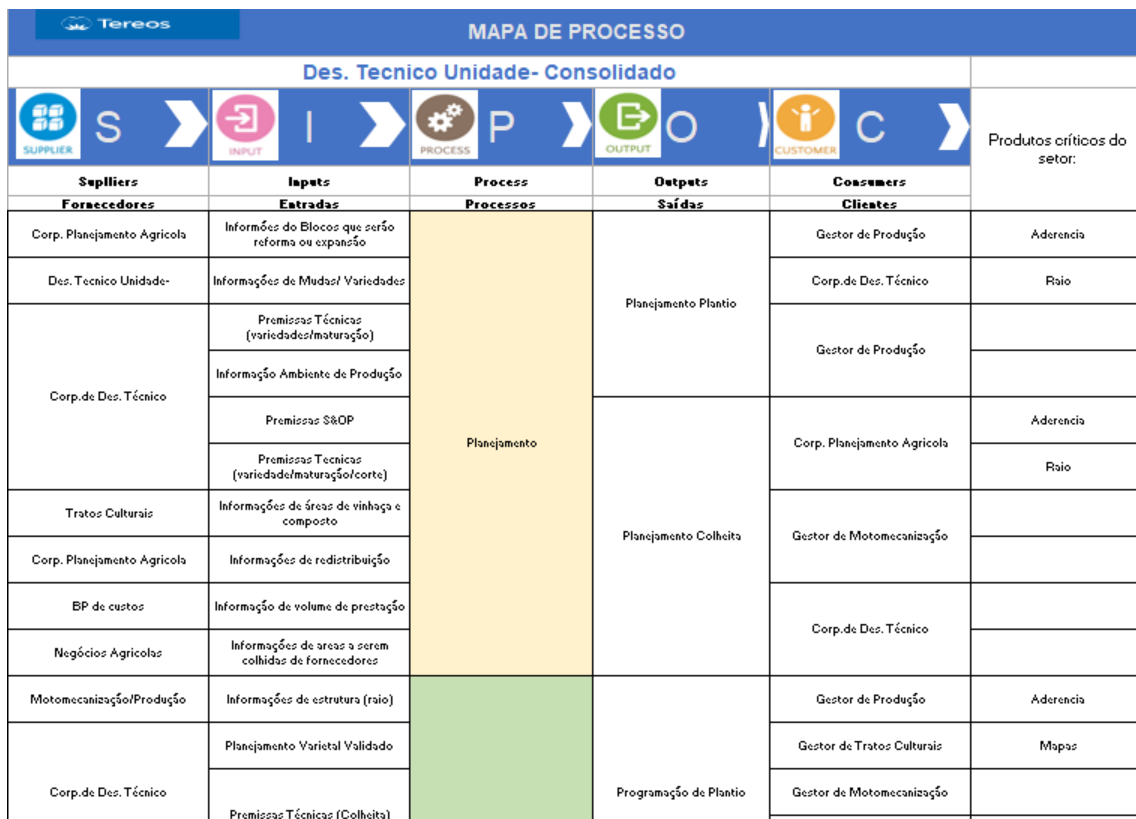 Tereos
MAPA DE PROCESSO
Des. Tecnico Unidade- Consolidado
SUPPLIER
S
INPUT
I
PROCESS
P
OUTPUT
O
CUSTOMER
C
Produtos críticos do
setor:
Suplliers
Inputs
Process
Outputs
Consumers
Fornecedores
Entradas
Processos
Saídas
Clientes
Corp. Planejamento Agricola
Informões do Blocos que serão
reforma ou expansão
Gestor de Produção
Aderencia
Des. Tecnico Unidade-
Informações de Mudas/ Variedades
Corp.de Des. Técnico
Raio
Planejamento Plantio
Premissas Técnicas
(variedades/maturação)
Gestor de Produção
Informação Ambiente de Produção
Corp.de Des. Técnico
Premissas S&OP
Aderencia
Planejamento
Corp. Planejamento Agricola
Premissas Tecnicas
(variedade/maturação/corte)
Raio
Tratos Culturais
Informações de áreas de vinhaça e
composto
Planejamento Colheita
Gestor de Motomecanização
Corp. Planejamento Agricola
Informações de redistribuição
BP de custos
Informação de volume de prestação
Corp.de Des. Técnico
Negócios Agricolas
Informações de areas a serem
colhidas de fornecedores
Motomecanização/Produção
Informações de estrutura (raio)
Gestor de Produção
Aderencia
Planejamento Varietal Validado
Gestor de Tratos Culturais
Mapas
Corp.de Des. Técnico
Programação de Plantio
Gestor de Motomecanização
Premissas Técnicas (Colheita)